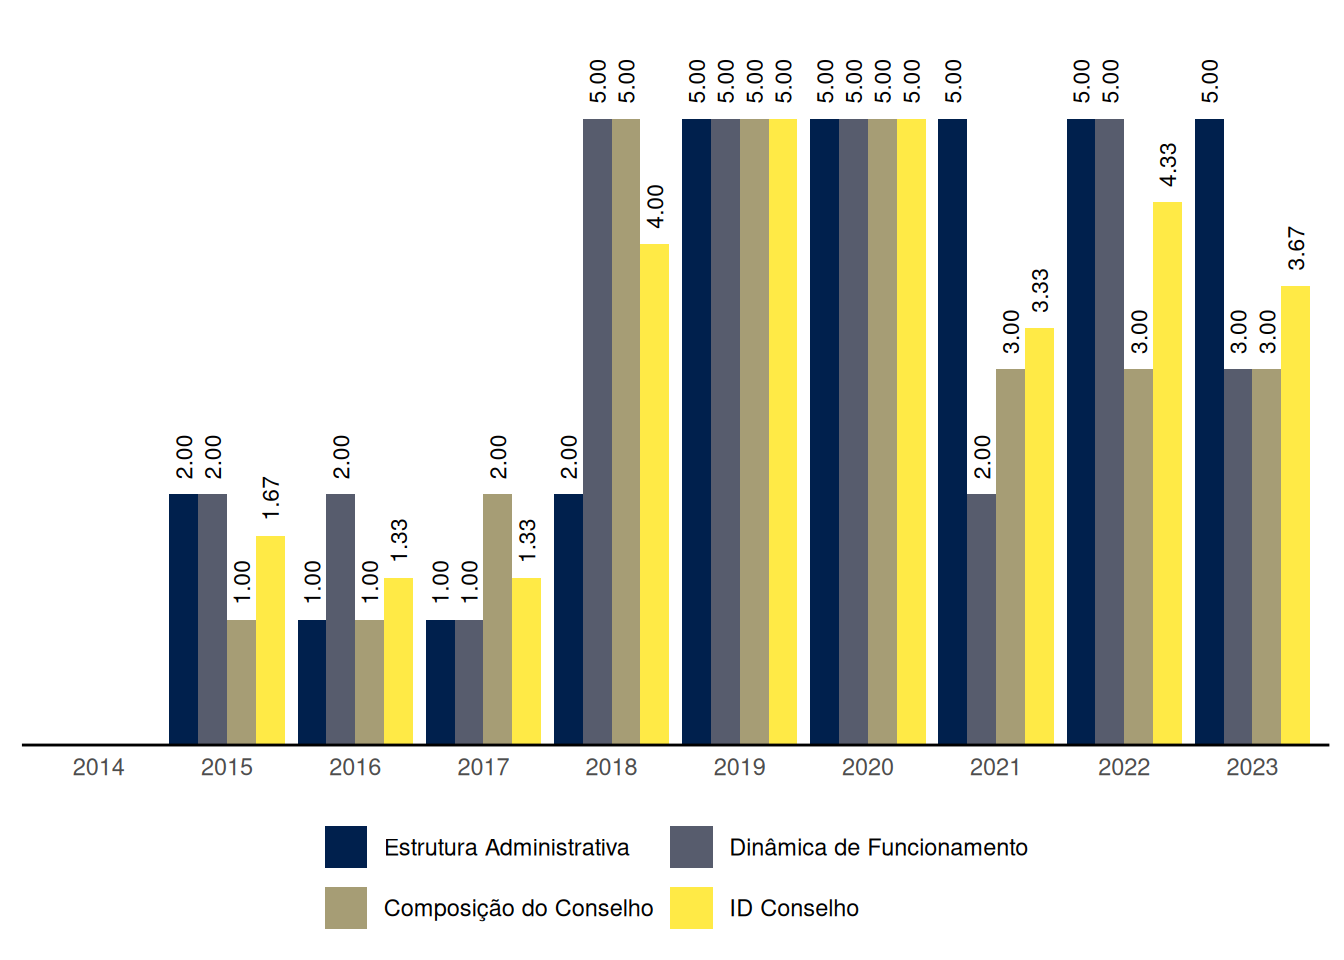 2.00 2.00 1.00 1.67
1.00 2.00 1.00 1.33
1.00 1.00 2.00 1.33
2.00 5.00 5.00 4.00
5.00 5.00 5.00 5.00
5.00 5.00 5.00 5.00
5.00 2.00 3.00 3.33
5.00 5.00 3.00 4.33
5.00 3.00 3.00 3.67
2014 2015 2016 2017 2018 2019 2020 2021 2022 2023
Estrutura Administrativa Dinâmica de Funcionamento
Composição do Conselho ID Conselho